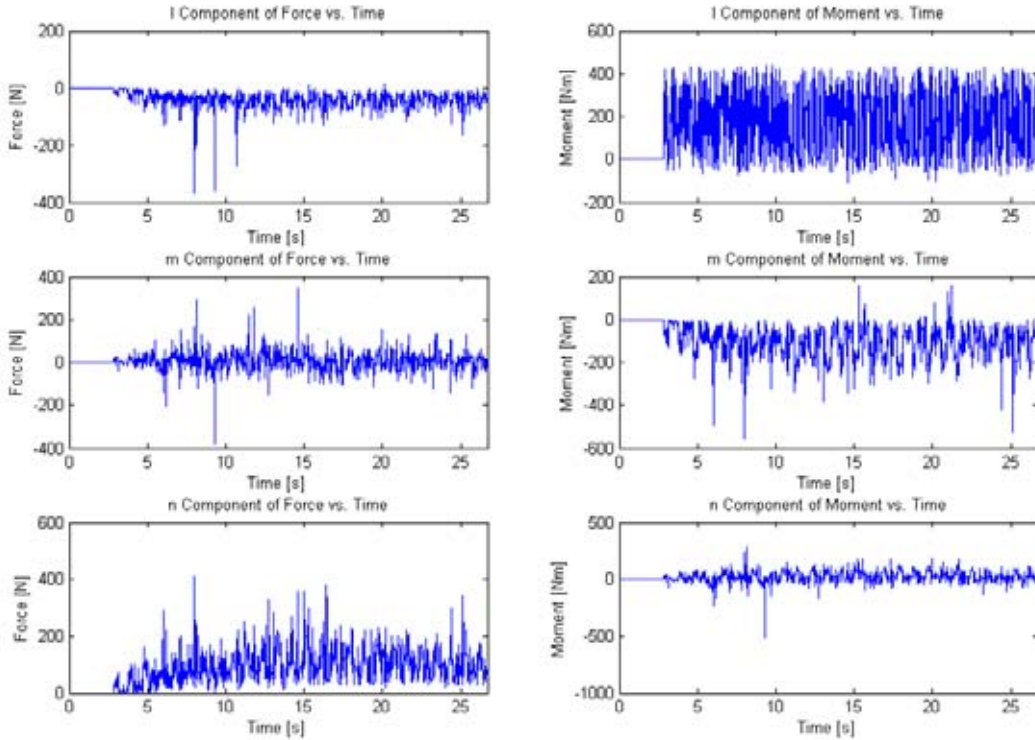 l Component of Force vs. Time
Force [N]
200
0
-200
-400
0 5 10 15 20 25
Time [s]
l Component of Moment vs. Time
Moment [Nm]
600
400
200
0
-200
0 5 10 15 20 25
Time [s]
m Component of Force vs. Time
Force [N]
400
200
0
-200
-400
0 5 10 15 20 25
Time [s]
m Component of Moment vs. Time
Moment [Nm]
200
0
-200
-400
-600
0 5 10 15 20 25
Time [s]
n Component of Force vs. Time
Force [N]
600
400
200
0
0 5 10 15 20 25
Time [s]
n Component of Moment vs. Time
Moment [Nm]
500
0
-500
-1000
0 5 10 15 20 25
Time [s]